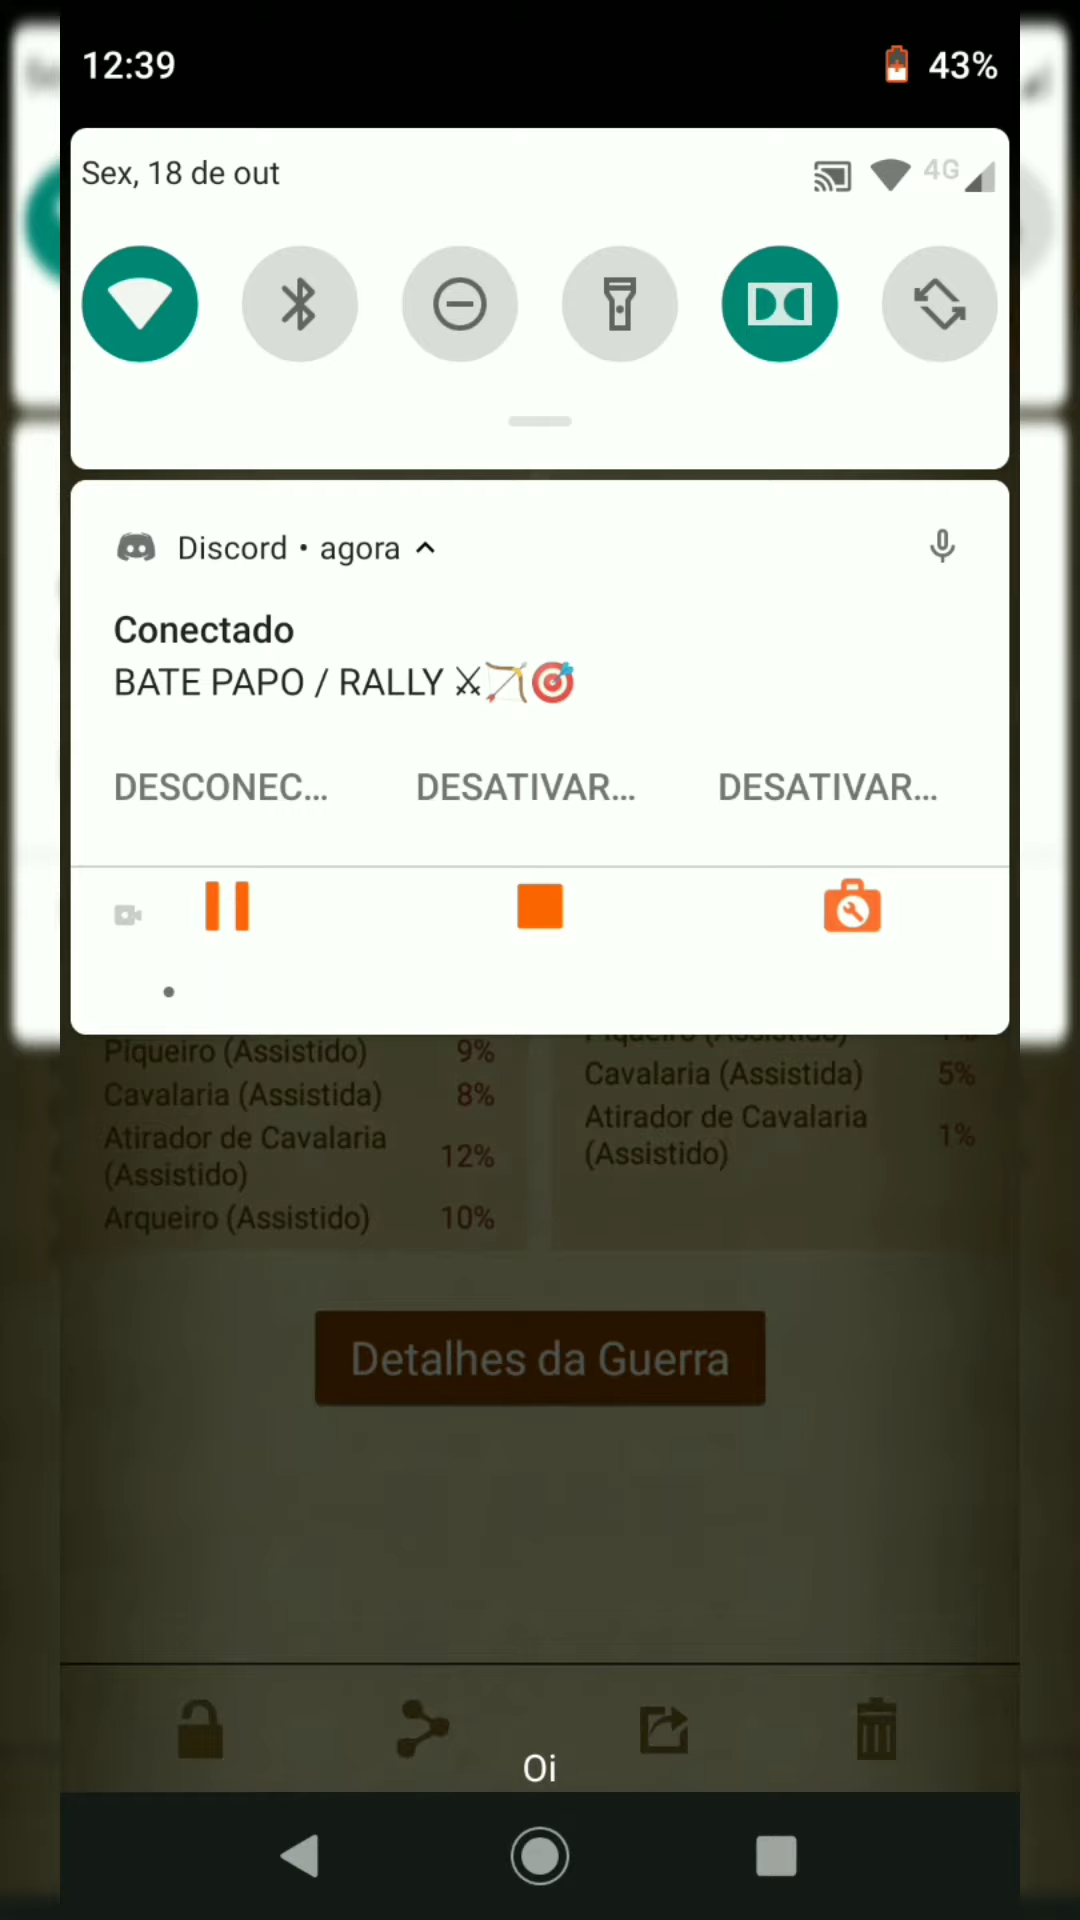 12:39
43%
Sex, 18 de out
4G
Discord • agora
Conectado
BATE PAPO / RALLY ⚔🏹🎯
DESCONEC...
DESATIVAR...
DESATIVAR...
Piqueiro (Assistido) 9%
Cavalaria (Assistida) 8%
Atirador de Cavalaria
(Assistido) 12%
Arqueiro (Assistido) 10%
Cavalaria (Assistida) 5%
Atirador de Cavalaria
(Assistido) 1%
Detalhes da Guerra
Oi